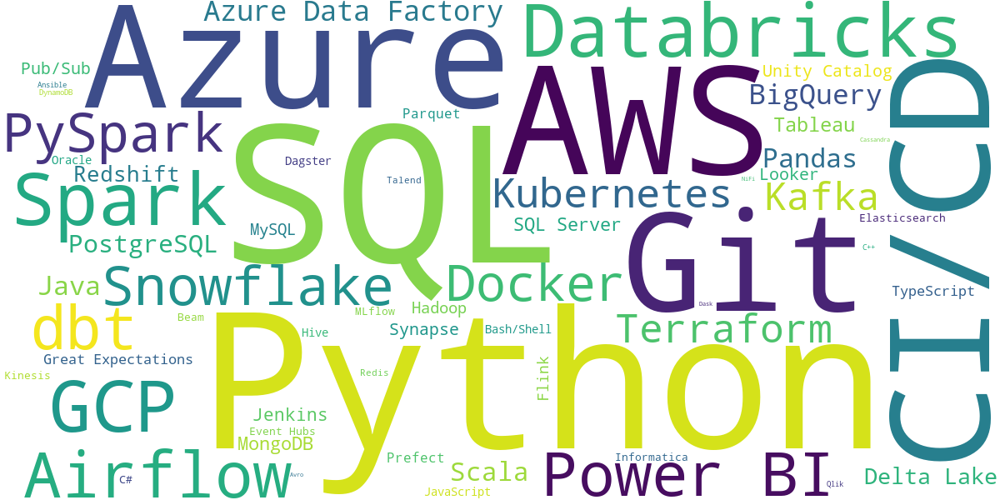 Azure Data Factory
Databricks
Azure
Pub/Sub
Ansible
DynamoDB
AWS
Unity Catalog
BigQuery
CI/CD
PySpark
Parquet
Tableau
Cassandra
Oracle
Dagster
Pandas
Redshift
SQL
Talend
NiFi
Looker
Spark
Kubernetes
Kafka
MySQL
SQL Server
Elasticsearch
PostgreSQL
Git
C++
Java
Snowflake
Docker
TypeScript
Dask
dbt
Beam
MLflow
Hadoop
Terraform
Hive
Synapse
Bash/Shell
Great Expectations
Python
Kinesis
Redis
Flink
GCP
Jenkins
Event Hubs
MongoDB
Prefect
Informatica
Airflow
C#
Avro
Scala
Power BI
Qlik
Delta Lake
JavaScript